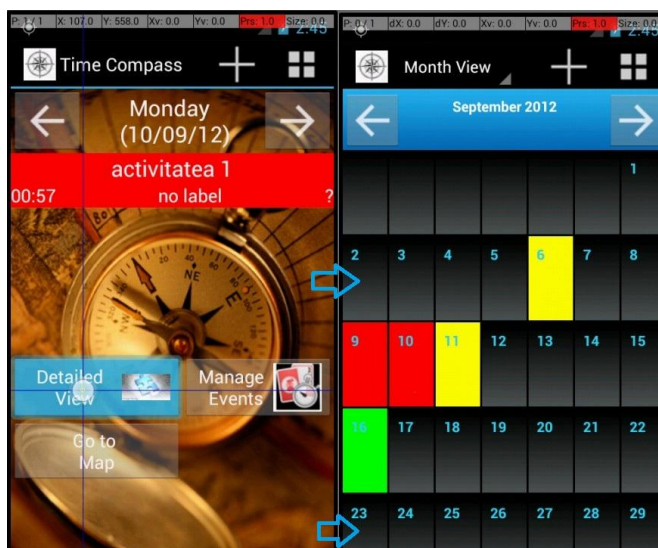 P: 1 / 1 X: 107.0 Y: 558.0 Xv: 0.0 Yv: 0.0 Prs: 1.0 Size: 0.0
2:45
Time Compass
Monday
(10/09/12)
activitatea 1
00:57 no label ?
NE
E
NW
Detailed
View
Manage
Events
Go to
Map
P: 0 / 1 dX: 0.0 dY: 0.0 Xv: 0.0 Yv: 0.0 Prs: 1.0 Size: 0.0
2:45
Month View
September 2012
1
2 3 4 5 6 7 8
9 10 11 12 13 14 15
16 17 18 19 20 21 22
23 24 25 26 27 28 29